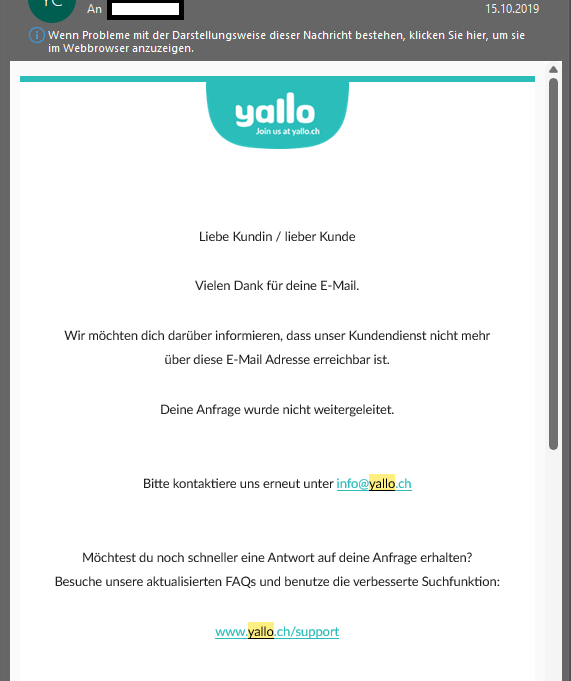 YC
An
15.10.2019
Wenn Probleme mit der Darstellungsweise dieser Nachricht bestehen, klicken Sie hier, um sie
im Webbrowser anzuzeigen.
yallo
Join us at yallo.ch
Liebe Kundin / lieber Kunde
Vielen Dank für deine E-Mail.
Wir möchten dich darüber informieren, dass unser Kundendienst nicht mehr
über diese E-Mail Adresse erreichbar ist.
Deine Anfrage wurde nicht weitergeleitet.
Bitte kontaktiere uns erneut unter info@yallo.ch
Möchtest du noch schneller eine Antwort auf deine Anfrage erhalten?
Besuche unsere aktualisierten FAQs und benutze die verbesserte Suchfunktion:
www.yallo.ch/support